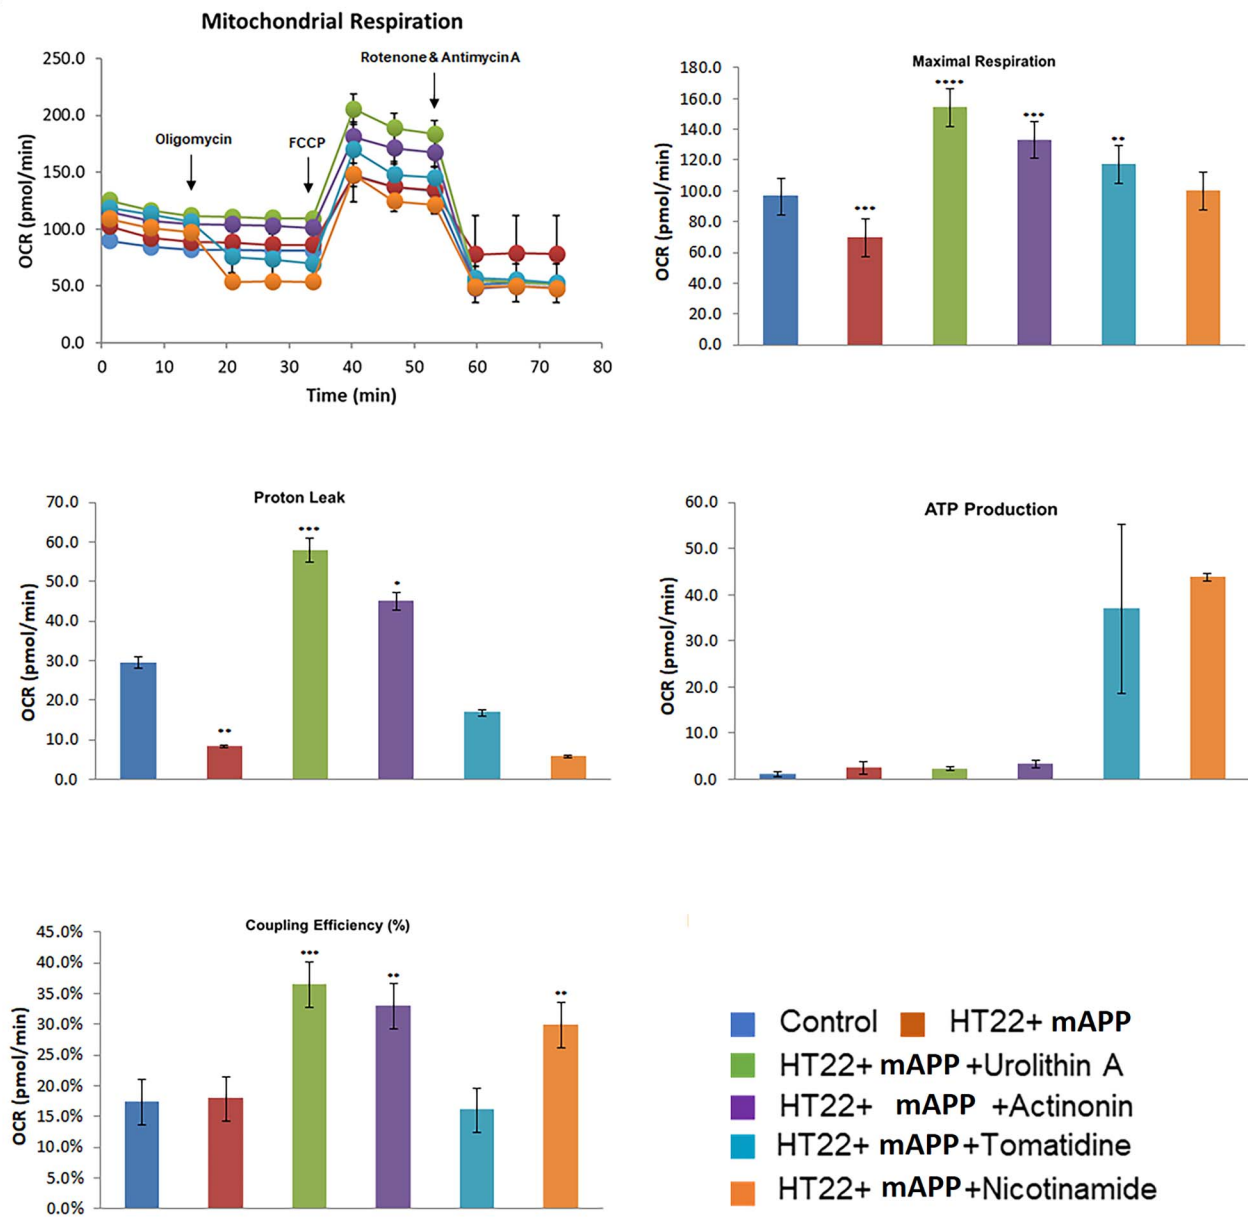 Mitochondrial Respiration
OCR (pmol/min)
250.0
200.0
150.0
100.0
50.0
0.0
Oligomycin
FCCP
Rotenone & Antimycin A
0 10 20 30 40 50 60 70 80
Time (min)
Maximal Respiration
OCR (pmol/min)
180.0
160.0
140.0
120.0
100.0
80.0
60.0
40.0
20.0
0.0
***
****
***
**
Proton Leak
OCR (pmol/min)
70.0
60.0
50.0
40.0
30.0
20.0
10.0
0.0
**
***
*
ATP Production
OCR (pmol/min)
60.0
50.0
40.0
30.0
20.0
10.0
0.0
Coupling Efficiency (%)
OCR (pmol/min)
45.0%
40.0%
35.0%
30.0%
25.0%
20.0%
15.0%
10.0%
5.0%
0.0%
***
**
**
Control HT22+ mAPP
HT22+ mAPP +Urolithin A
HT22+ mAPP +Actinonin
HT22+ mAPP +Tomatidine
HT22+ mAPP +Nicotinamide